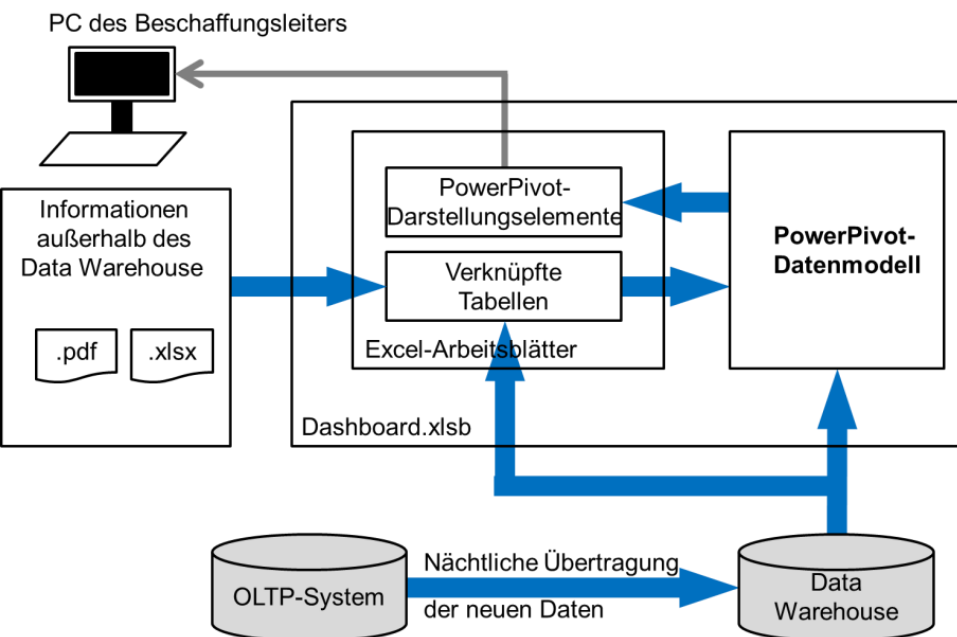 PC des Beschaffungsleiters
Informationen
außerhalb des
Data Warehouse
.pdf
.xlsx
PowerPivot-
Darstellungselemente
Verknüpfte
Tabellen
Excel-Arbeitsblätter
PowerPivot-
Datenmodell
Dashboard.xlsb
OLTP-System
Nächtliche Übertragung
der neuen Daten
Data
Warehouse